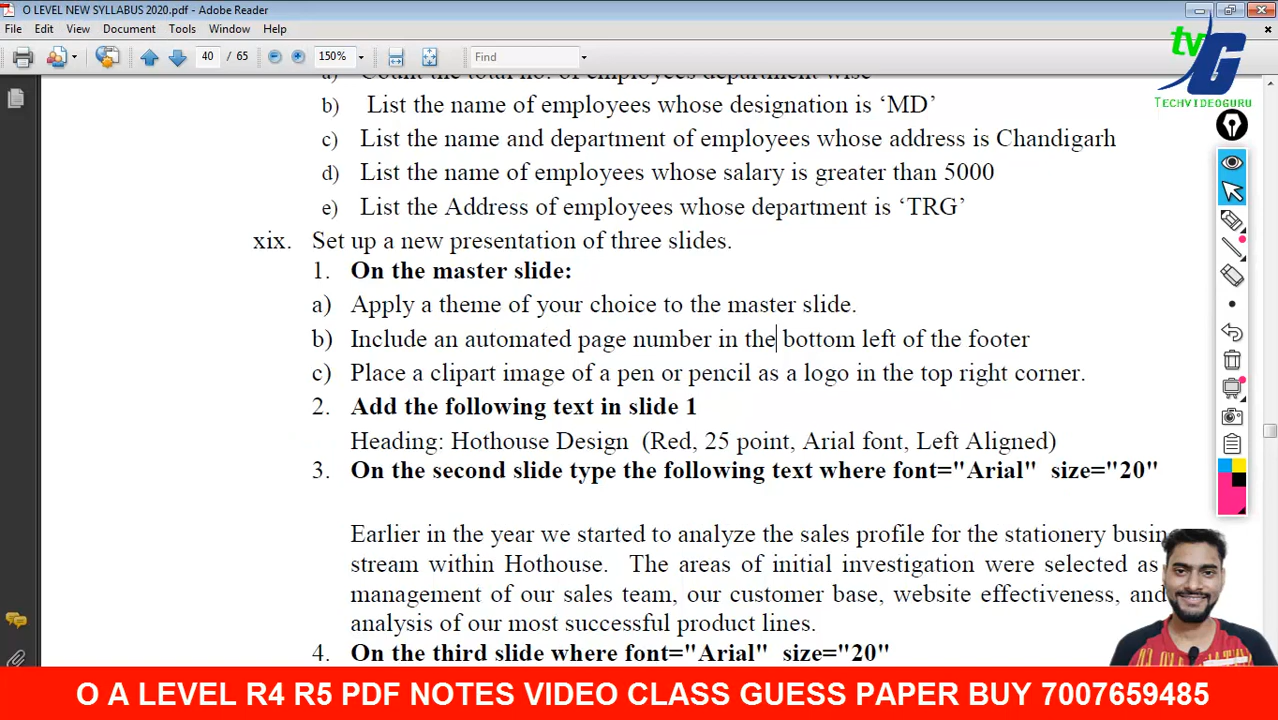 O LEVEL NEW SYLLABUS 2020.pdf - Adobe Reader
File Edit View Document Tools Window Help
40 / 65 150% Find
tv G
TECHVIDEOGURU
a) Count the total no. of employees department wise
b) List the name of employees whose designation is ‘MD’
c) List the name and department of employees whose address is Chandigarh
d) List the name of employees whose salary is greater than 5000
e) List the Address of employees whose department is ‘TRG’
xix. Set up a new presentation of three slides.
1. On the master slide:
a) Apply a theme of your choice to the master slide.
b) Include an automated page number in the bottom left of the footer
c) Place a clipart image of a pen or pencil as a logo in the top right corner.
2. Add the following text in slide 1
Heading: Hothouse Design (Red, 25 point, Arial font, Left Aligned)
3. On the second slide type the following text where font="Arial" size="20"
Earlier in the year we started to analyze the sales profile for the stationery busin
stream within Hothouse. The areas of initial investigation were selected as
management of our sales team, our customer base, website effectiveness, and
analysis of our most successful product lines.
4. On the third slide where font="Arial" size="20"
O A LEVEL R4 R5 PDF NOTES VIDEO CLASS GUESS PAPER BUY 7007659485